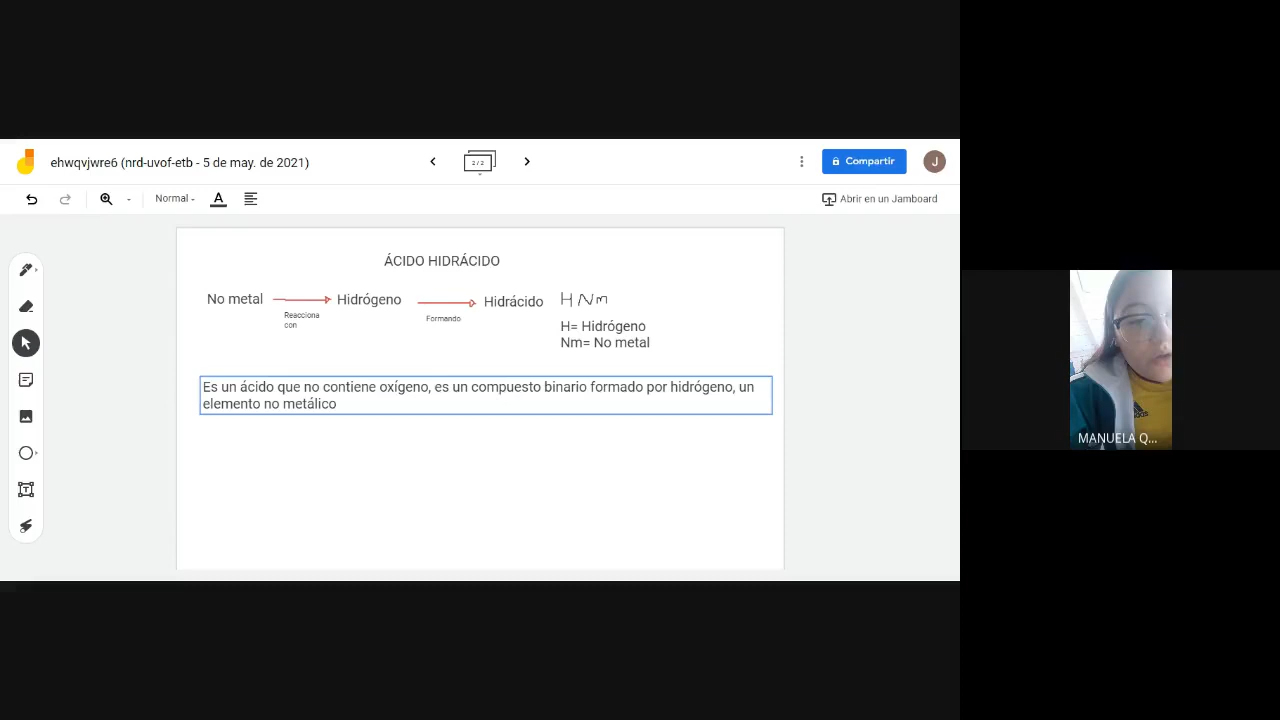 ehwqvjwre6 (nrd-uvof-etb - 5 de may. de 2021)
2 / 2
Compartir
J
Normal
A
Abrir en un Jamboard
ÁCIDO HIDRÁCIDO
No metal
Reacciona
con
Hidrógeno
Formando
Hidrácido
H Nm
H= Hidrógeno
Nm= No metal
Es un ácido que no contiene oxígeno, es un compuesto binario formado por hidrógeno, un
elemento no metálico
MANUELA Q...